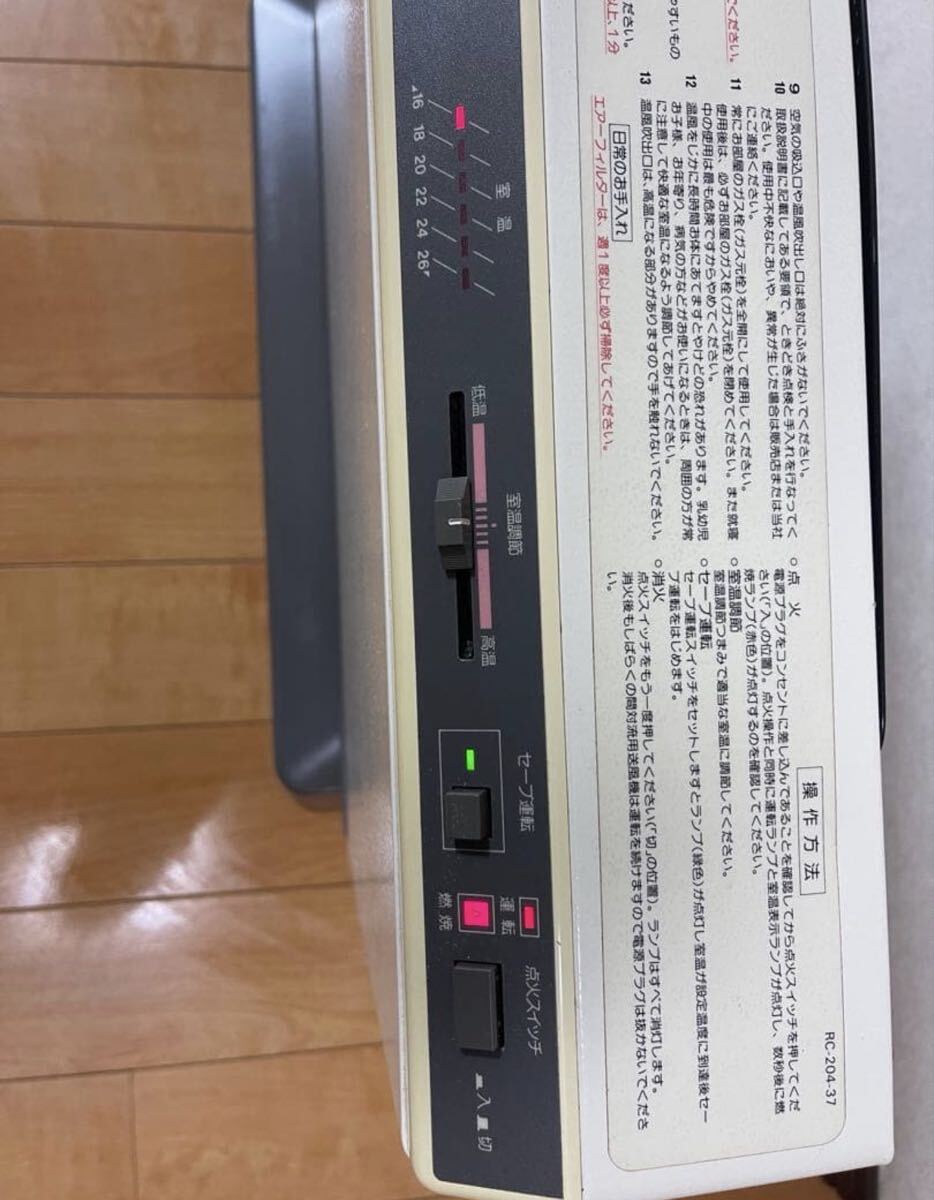 ださい。
以上、1分
やすいもの
てください。
9 空気の吸込口や温風吹出し口は絶対にふさがないでください。
10 取扱説明書に記載してある要領で、ときどき点検と手入れを行なってく
ださい。使用中不快なにおいや、異常が生じた場合は販売店または当社
にご連絡ください。
11 常にお部屋のガス栓(ガス元栓)を全開にして使用してください。
使用後は、必ずお部屋のガス栓(ガス元栓)を閉めてください。また就寝
中の使用は最も危険ですからやめてください。
12 温風をじかに長時間お体にあてますとやけどの恐れがあります。乳幼児
お子様、お年寄り、病気の方などがお使いになるときは、周囲の方が常
に注意して快適な室温になるよう調節してあげてください。
13 温風吹出口は、高温になる部分がありますので手を触れないでください。
日常のお手入れ
エアーフィルターは、週1度以上必ず掃除してください。
操作方法
○点火
電源プラグをコンセントに差し込んであることを確認してから点火スイッチを押してくだ
さい(「入」の位置)。点火操作と同時に運転ランプと室温表示ランプが点灯し、数秒後に燃
焼ランプ(赤色)が点灯するのを確認してください。
○室温調節
室温調節つまみで適当な室温に調節してください。
○セーブ運転
セーブ運転スイッチをセットしますとランプ(緑色)が点灯し室温が設定温度に到達後セー
ブ運転をはじめます。
○消火
点火スイッチをもう一度押してください(「切」の位置)。ランプはすべて消灯します。
消火後もしばらくの間対流用送風機は運転を続けますので電源プラグは抜かないでくださ
い。
RC-204-37
室温
16 18 20 22 24 26
室温調節
低温 高温
セーブ運転
運転
燃焼
点火スイッチ
入 切